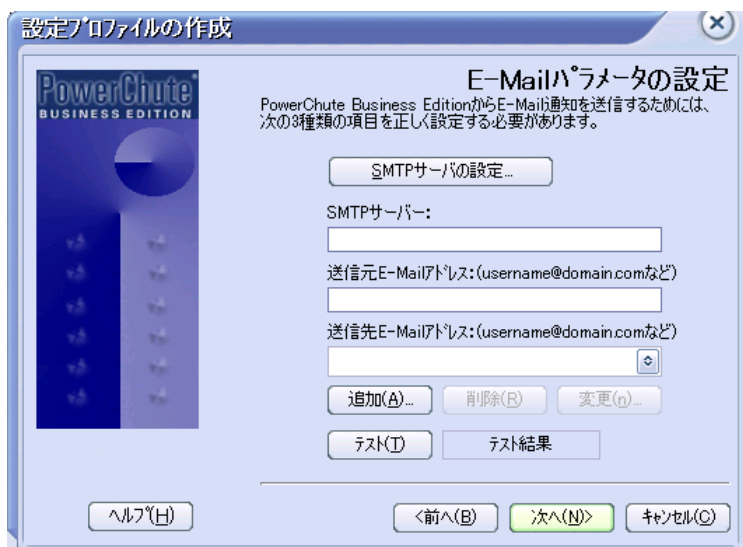 設定プロファイルの作成
PowerChute
BUSINESS EDITION
E-Mailパラメータの設定
PowerChute Business EditionからE-Mail通知を送信するためには、
次の3種類の項目を正しく設定する必要があります。
SMTPサーバの設定...
SMTPサーバー:
送信元E-Mailアドレス:(username@domain.comなど)
送信先E-Mailアドレス:(username@domain.comなど)
追加(A)... 削除(R) 変更(n)...
テスト(T) テスト結果
ヘルプ(H) <前へ(B) 次へ(N)> キャンセル(C)